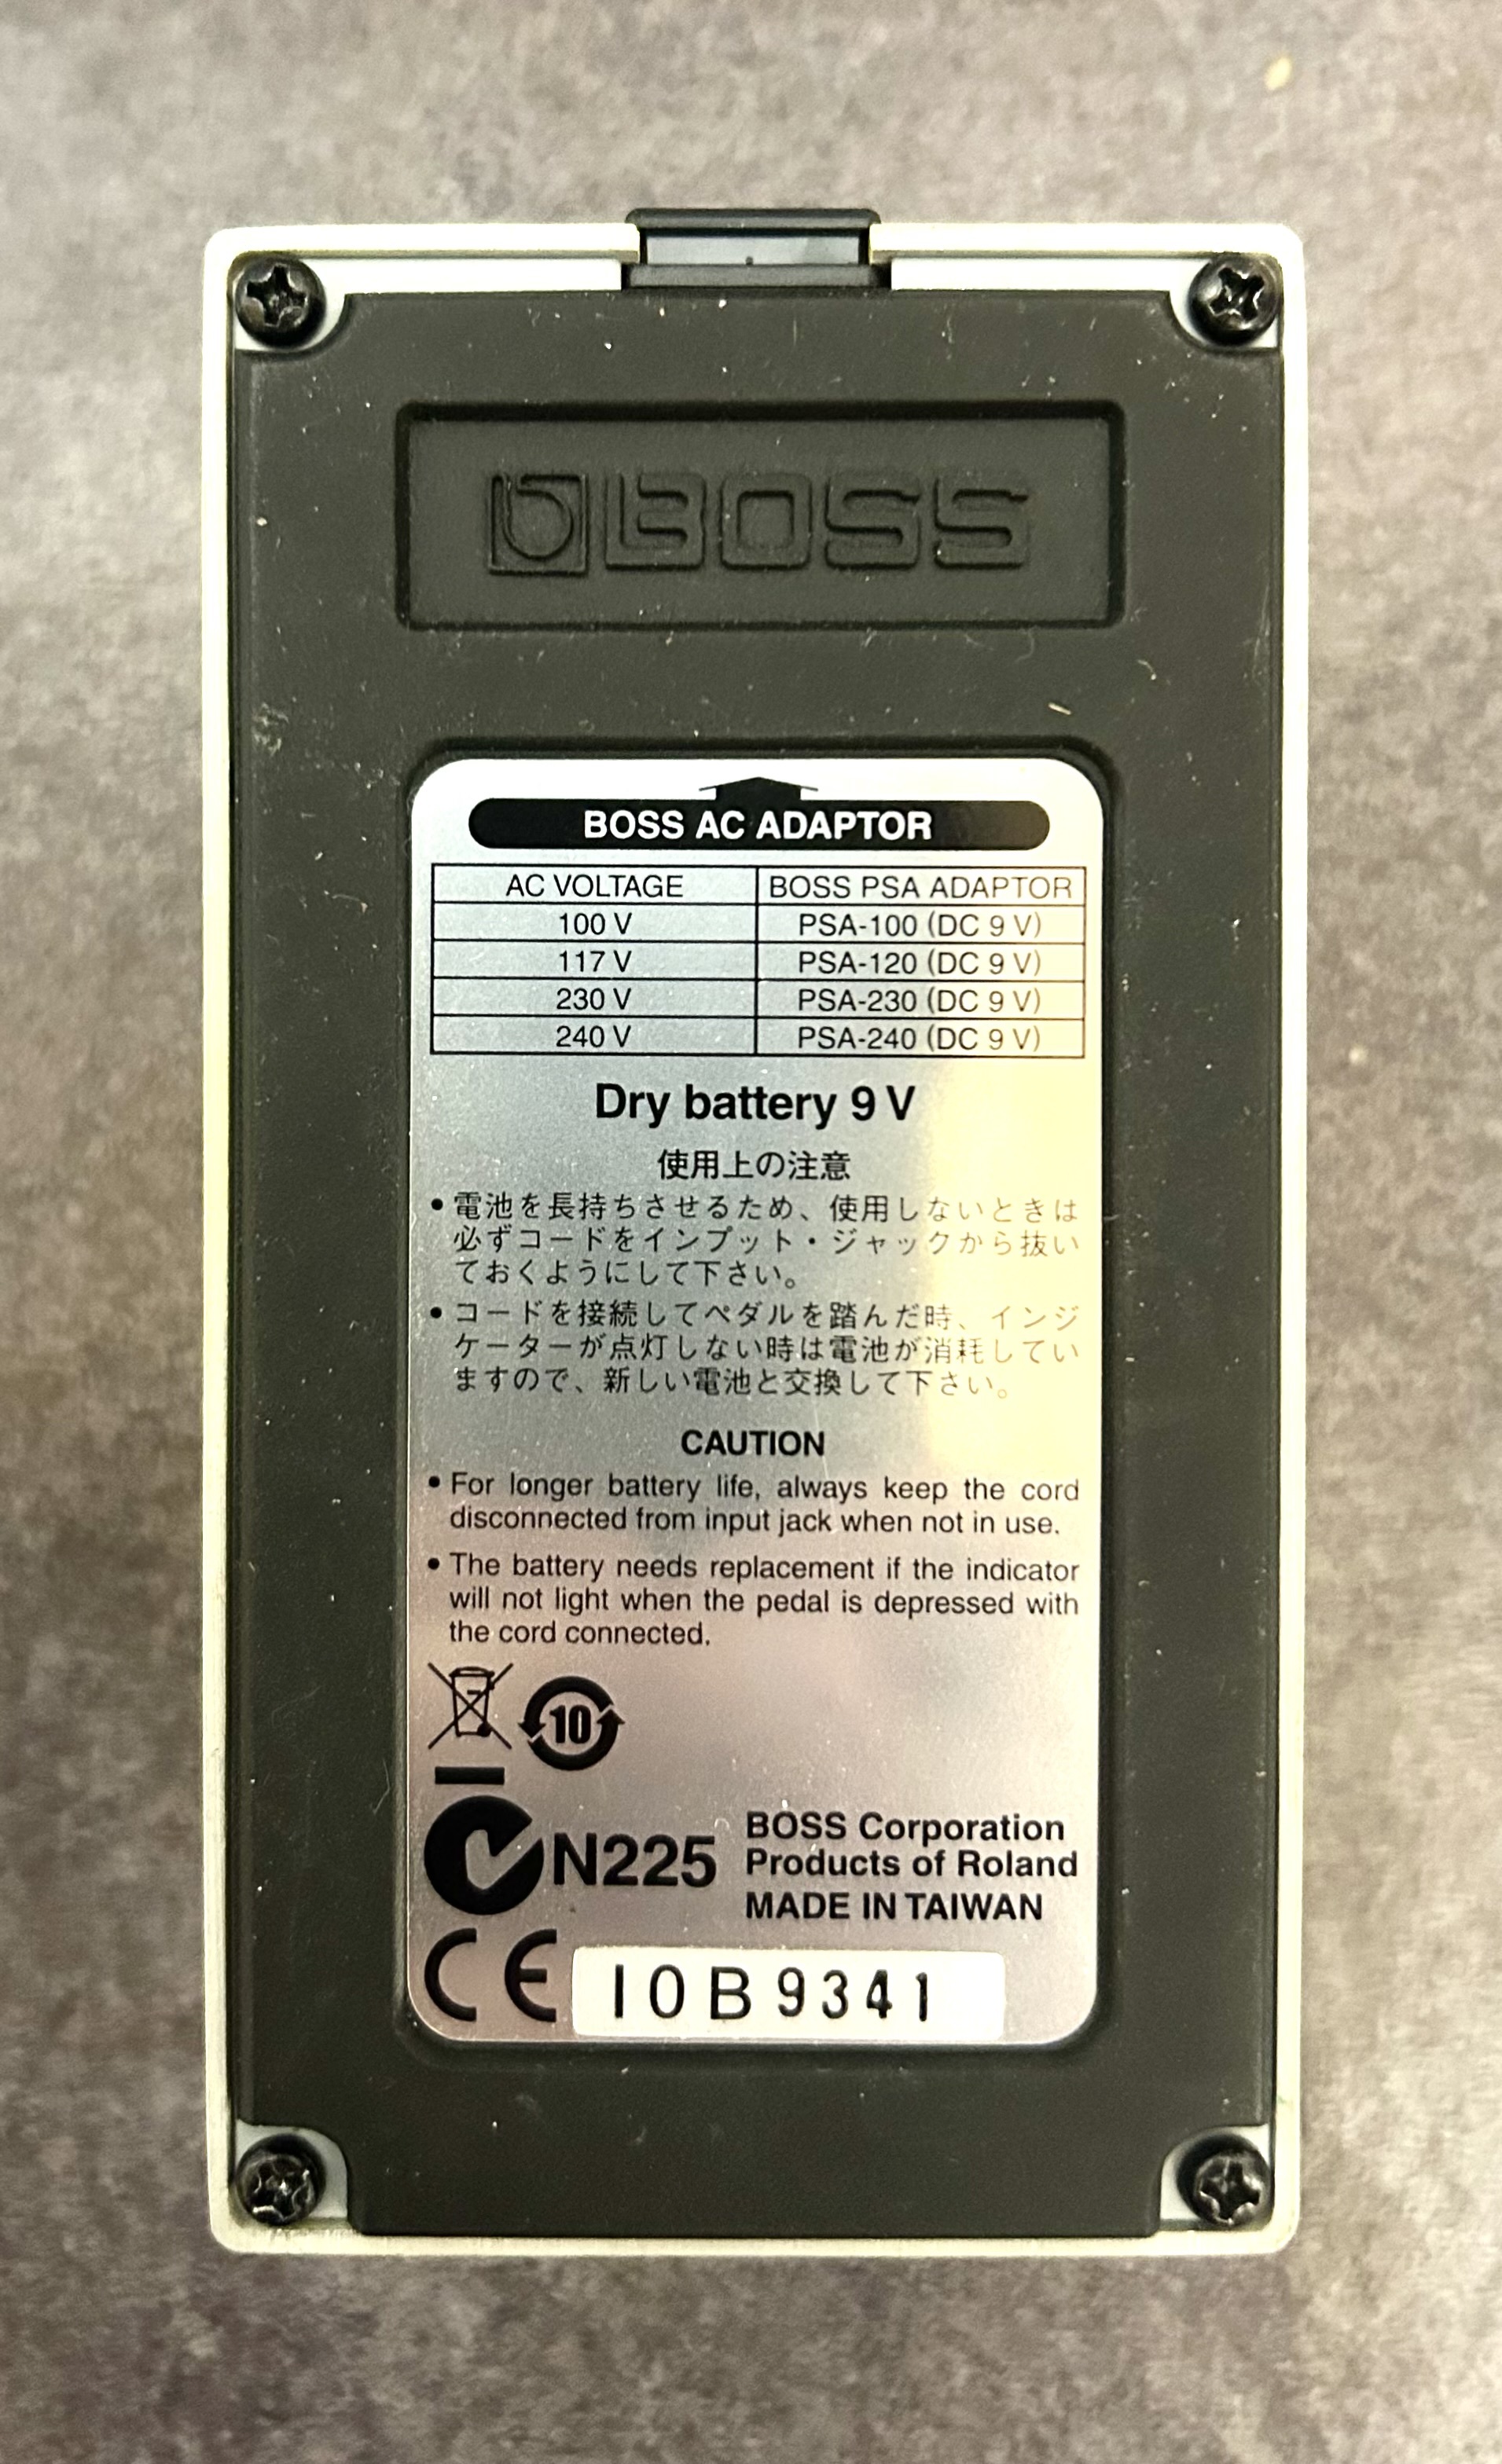 BOSS
BOSS AC ADAPTOR
AC VOLTAGE BOSS PSA ADAPTOR
100 V PSA-100 (DC 9 V)
117 V PSA-120 (DC 9 V)
230 V PSA-230 (DC 9 V)
240 V PSA-240 (DC 9 V)
Dry battery 9 V
使用上の注意
• 電池を長持ちさせるため、使用しないときは
必ずコードをインプット・ジャックから抜い
ておくようにして下さい。
• コードを接続してペダルを踏んだ時、インジ
ケーターが点灯しない時は電池が消耗してい
ますので、新しい電池と交換して下さい。
CAUTION
• For longer battery life, always keep the cord
disconnected from input jack when not in use.
• The battery needs replacement if the indicator
will not light when the pedal is depressed with
the cord connected.
10
N225
BOSS Corporation
Products of Roland
MADE IN TAIWAN
CE
I0B9341